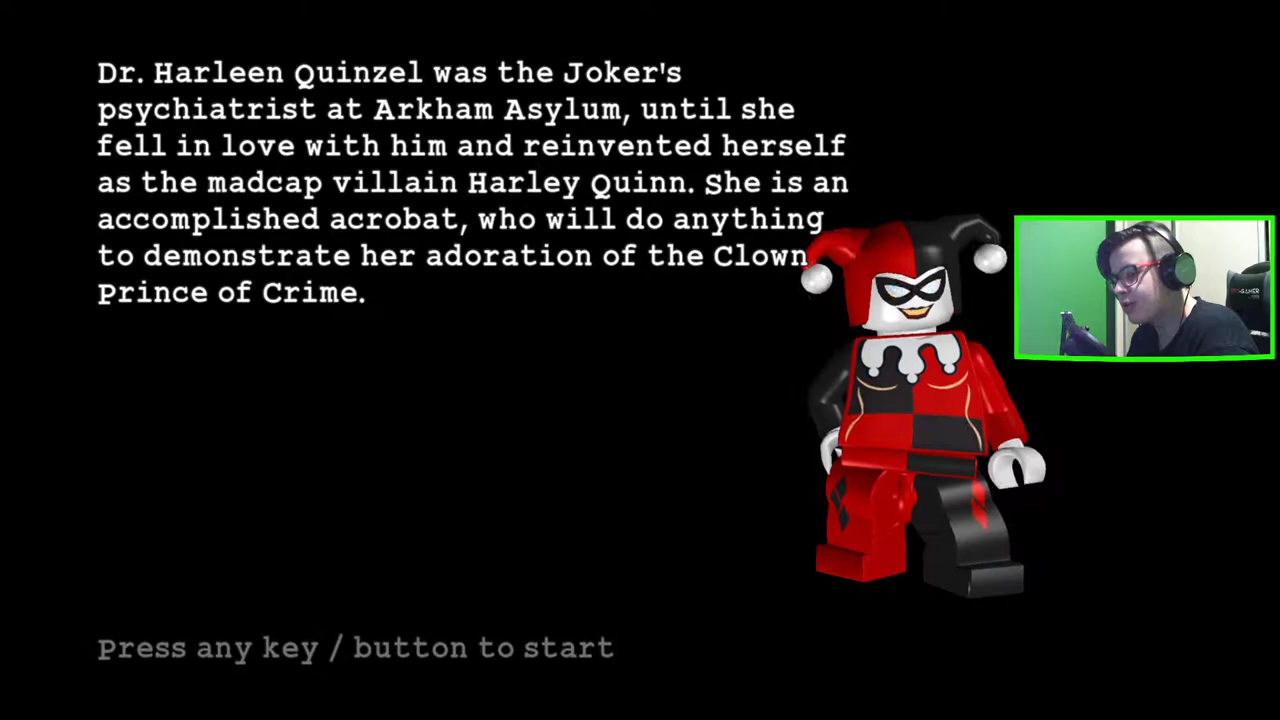 Dr. Harleen Quinzel was the Joker's
psychiatrist at Arkham Asylum, until she
fell in love with him and reinvented herself
as the madcap villain Harley Quinn. She is an
accomplished acrobat, who will do anything
to demonstrate her adoration of the Clown
Prince of Crime.
Press any key / button to start